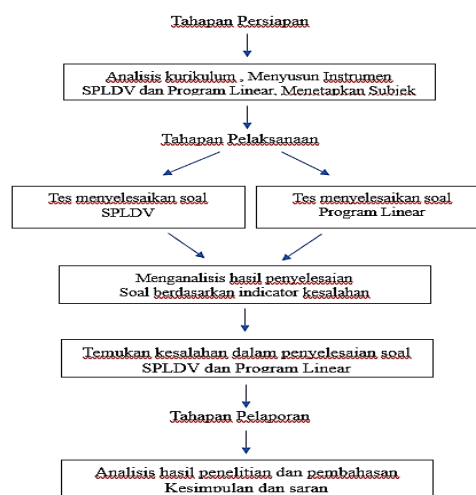 Tahapan Persiapan
Analisis kurikulum , Menyusun Instrumen
SPLDV dan Program Linear, Menetapkan Subjek
Tahapan Pelaksanaan
Tes menyelesaikan soal
SPLDV
Tes menyelesaikan soal
Program Linear
Menganalisis hasil penyelesaian
Soal berdasarkan indicator kesalahan
Temukan kesalahan dalam penyelesaian soal
SPLDV dan Program Linear
Tahapan Pelaporan
Analisis hasil penelitian dan pembahasan
Kesimpulan dan saran